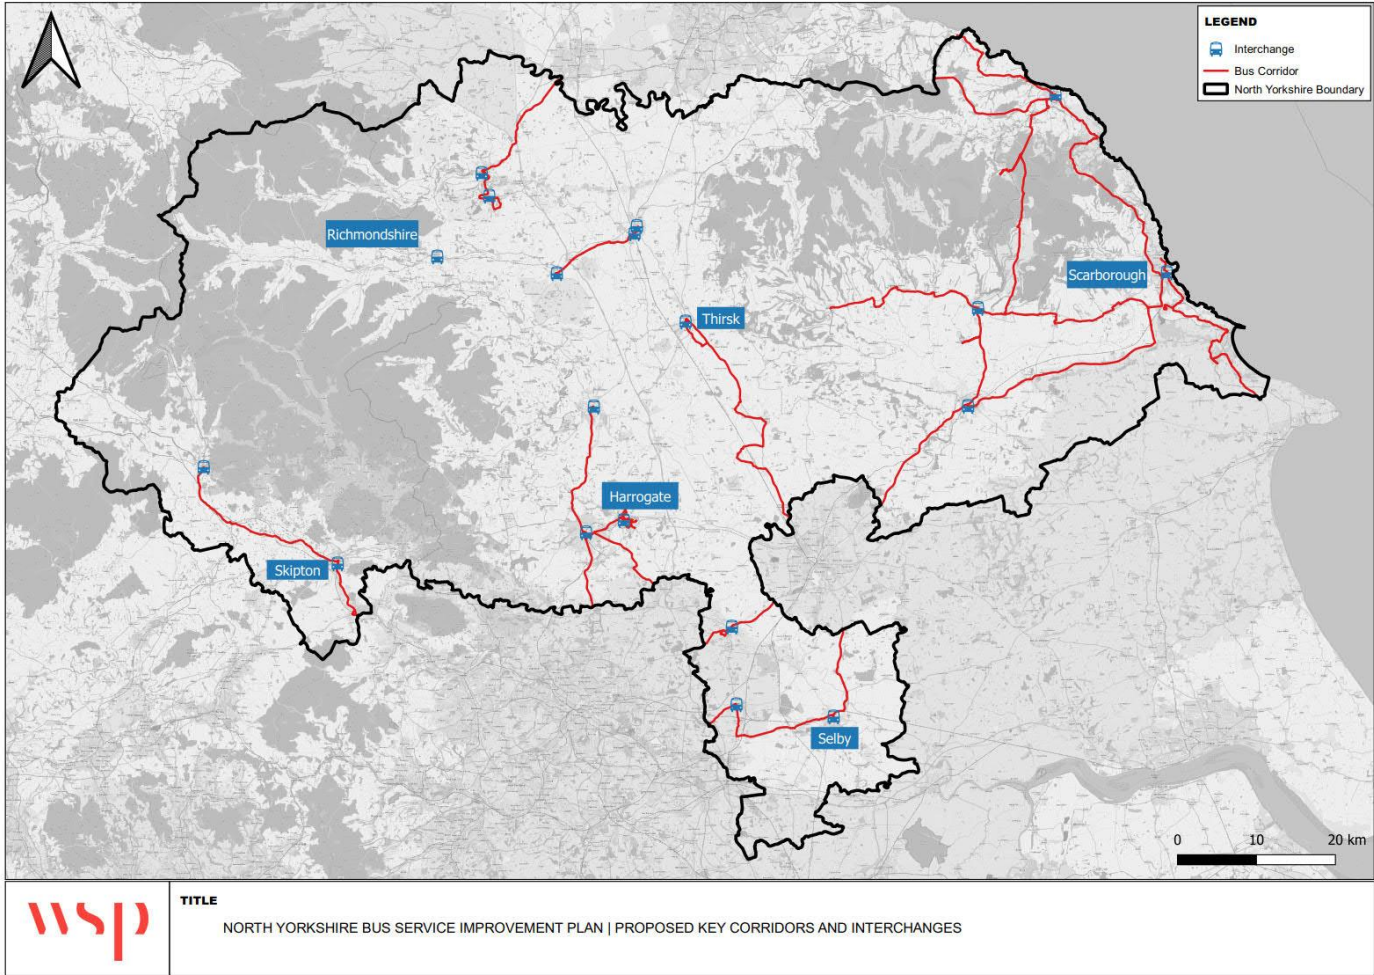 LEGEND
Interchange
Bus Corridor
North Yorkshire Boundary
Richmondshire
Scarborough
Thirsk
Harrogate
Skipton
Selby
0 10 20 km
wsp
TITLE
NORTH YORKSHIRE BUS SERVICE IMPROVEMENT PLAN | PROPOSED KEY CORRIDORS AND INTERCHANGES